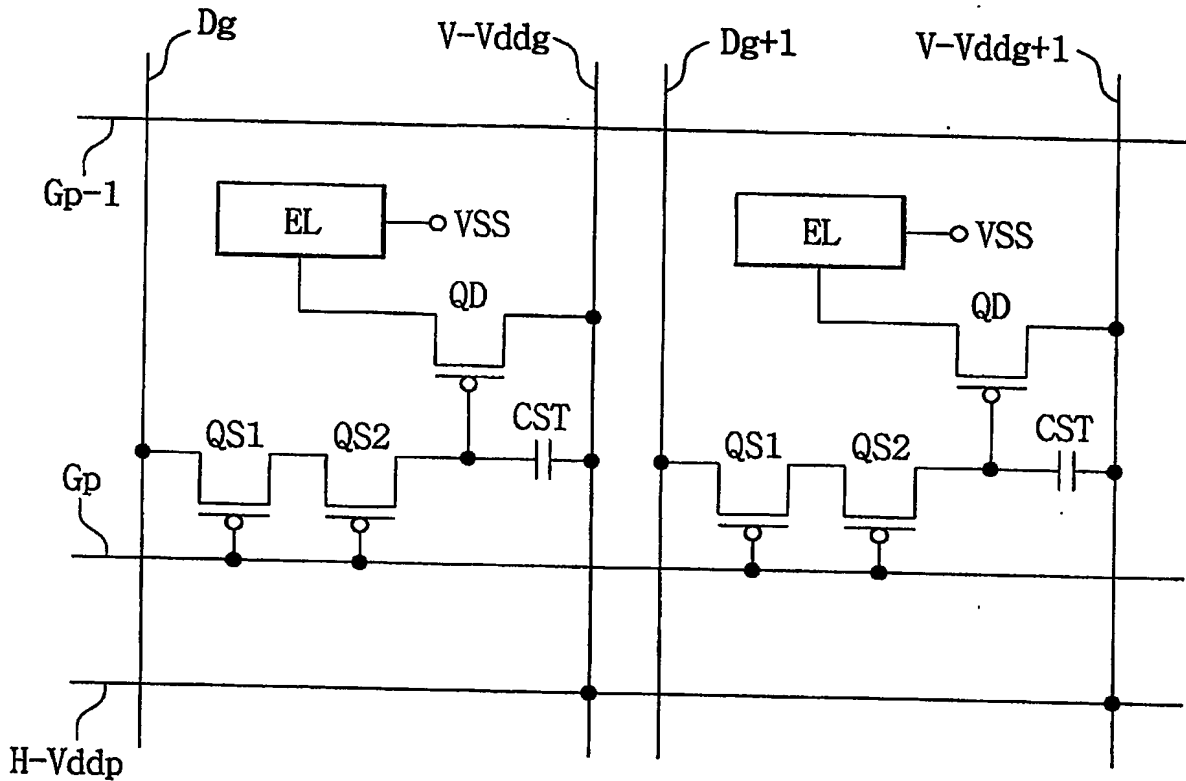 Dg
V-Vddg
Dg+1
V-Vddg+1
Gp-1
EL
VSS
EL
VSS
QD
QD
QS1
QS2
CST
QS1
QS2
CST
Gp
H-Vddp